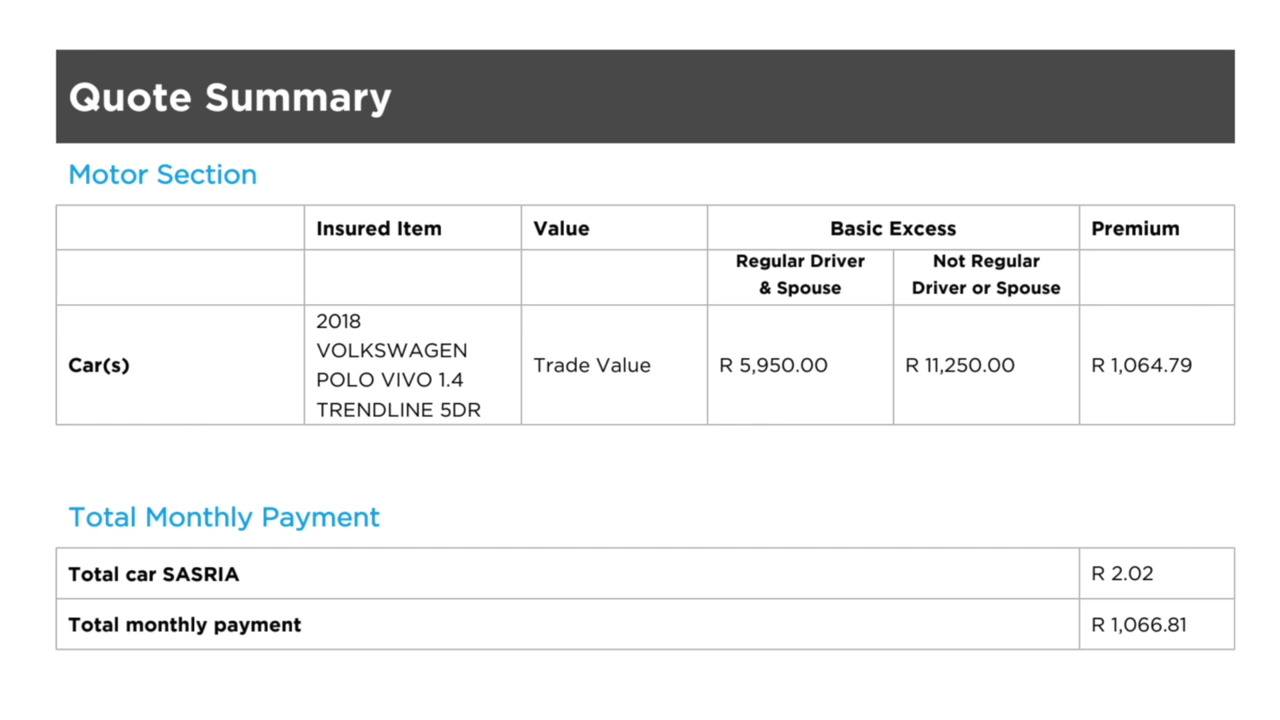 Quote Summary
Motor Section
Insured Item Value Basic Excess Premium
Regular Driver Not Regular
& Spouse Driver or Spouse
2018
VOLKSWAGEN
Car(s) Trade Value R 5,950.00 R 11,250.00 R 1,064.79
POLO VIVO 1.4
TRENDLINE 5DR
Total Monthly Payment
Total car SASRIA R 2.02
Total monthly payment R 1,066.81